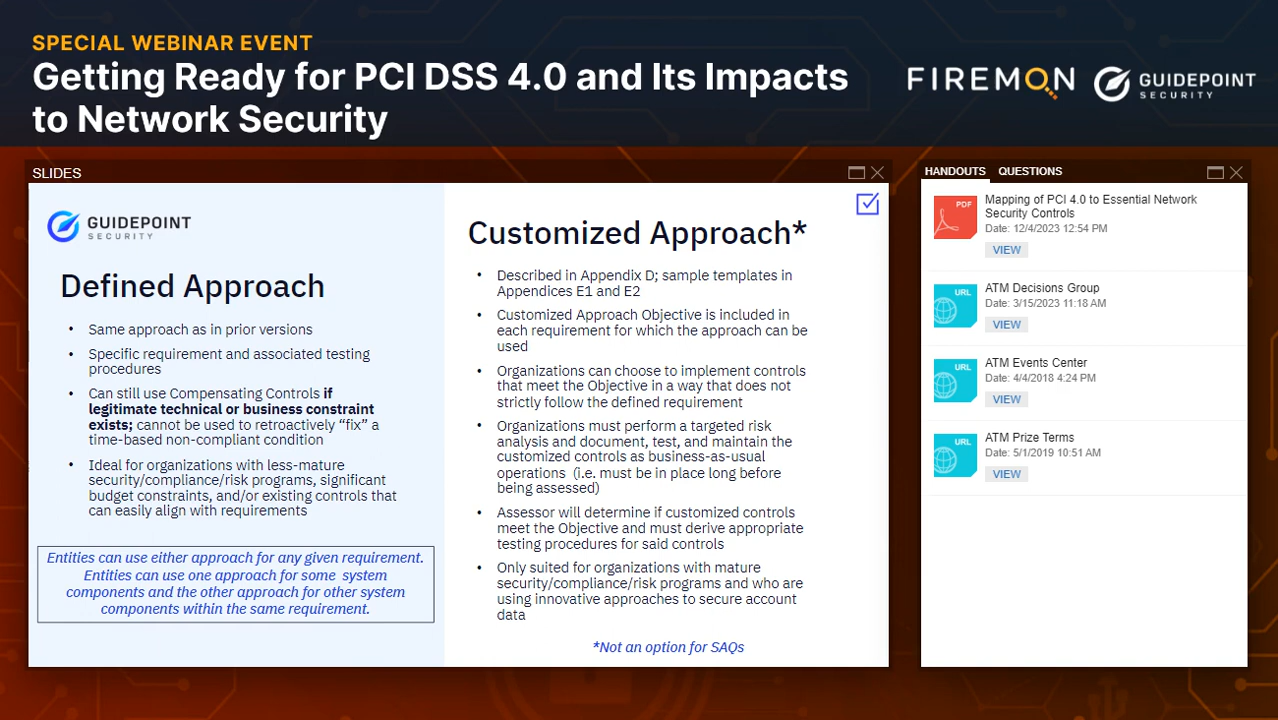 SPECIAL WEBINAR EVENT
Getting Ready for PCI DSS 4.0 and Its Impacts
to Network Security
FIREMON
GUIDEPOINT
SECURITY
SLIDES
GUIDEPOINT
SECURITY
Defined Approach
• Same approach as in prior versions
• Specific requirement and associated testing
procedures
• Can still use Compensating Controls if
legitimate technical or business constraint
exists; cannot be used to retroactively “fix” a
time-based non-compliant condition
• Ideal for organizations with less-mature
security/compliance/risk programs, significant
budget constraints, and/or existing controls that
can easily align with requirements
Entities can use either approach for any given requirement.
Entities can use one approach for some system
components and the other approach for other system
components within the same requirement.
Customized Approach*
• Described in Appendix D; sample templates in
Appendices E1 and E2
• Customized Approach Objective is included in
each requirement for which the approach can be
used
• Organizations can choose to implement controls
that meet the Objective in a way that does not
strictly follow the defined requirement
• Organizations must perform a targeted risk
analysis and document, test, and maintain the
customized controls as business-as-usual
operations (i.e. must be in place long before
being assessed)
• Assessor will determine if customized controls
meet the Objective and must derive appropriate
testing procedures for said controls
• Only suited for organizations with mature
security/compliance/risk programs and who are
using innovative approaches to secure account
data
*Not an option for SAQs
HANDOUTS QUESTIONS
PDF
Mapping of PCI 4.0 to Essential Network
Security Controls
Date: 12/4/2023 12:54 PM
VIEW
URL
ATM Decisions Group
Date: 3/15/2023 11:18 AM
VIEW
URL
ATM Events Center
Date: 4/4/2018 4:24 PM
VIEW
URL
ATM Prize Terms
Date: 5/1/2019 10:51 AM
VIEW